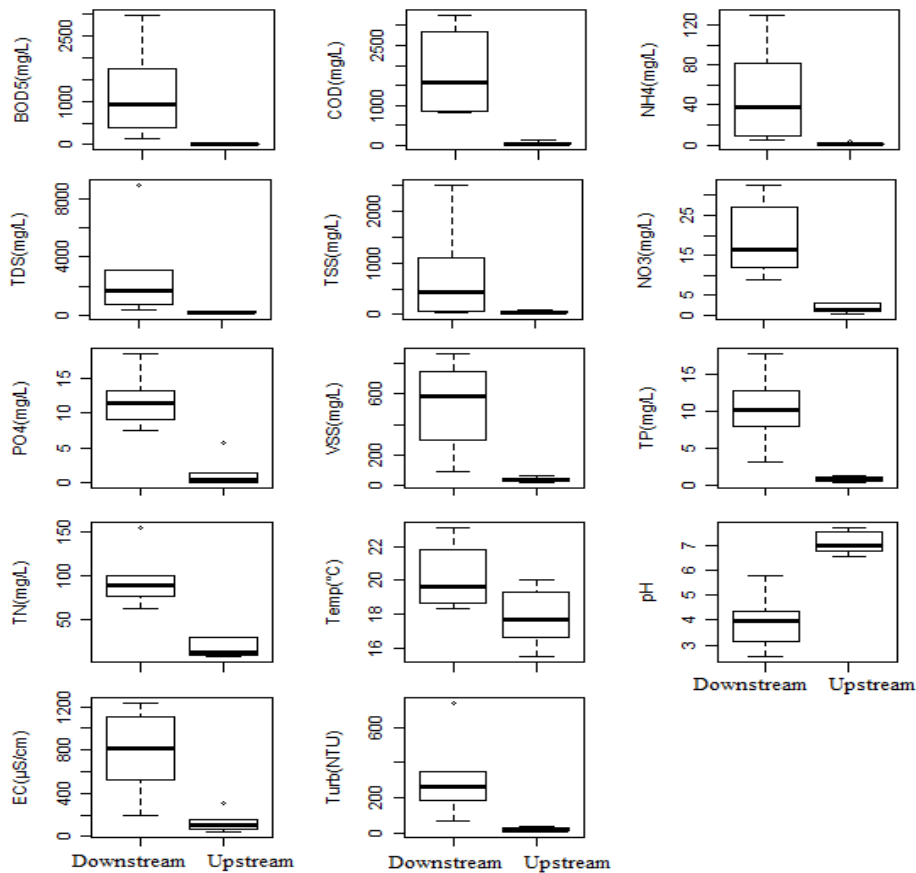 BOD5(mg/L)
0
1000
2500
COD(mg/L)
0
1000
2500
NH4(mg/L)
0
40
80
120
TDS(mg/L)
0
4000
8000
TSS(mg/L)
0
1000
2000
NO3(mg/L)
5
15
25
PO4(mg/L)
0
5
10
15
VSS(mg/L)
0
200
600
TP(mg/L)
0
5
10
15
TN(mg/L)
50
100
150
Temp(°C)
16
18
20
22
pH
3
4
5
6
7
Downstream Upstream
EC(µS/cm)
0
400
800
1200
Turb(NTU)
0
200
600
Downstream Upstream
Downstream Upstream